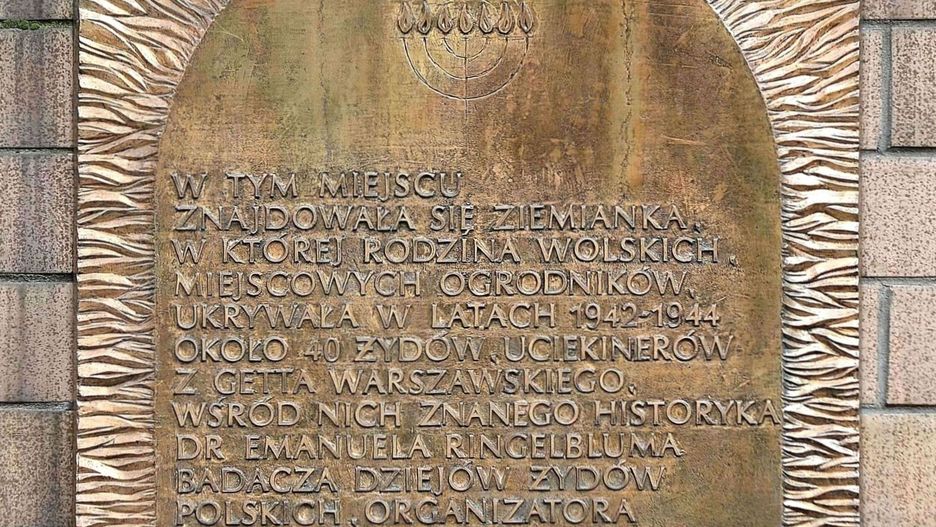 W TYM MIEJSCU
ZNAJDOWAŁA SIĘ ZIEMIANKA,
W KTÓREJ RODZINA WOLSKICH,
MIEJSCOWYCH OGRODNIKÓW,
UKRYWAŁA W LATACH 1942-1944
OKOŁO 40 ŻYDÓW, UCIEKINERÓW
Z GETTA WARSZAWSKIEGO,
WŚRÓD NICH ZNANEGO HISTORYKA
DR EMANUELA RINGELBLUMA
BADACZA DZIEJÓW ŻYDÓW
POLSKICH, ORGANIZATORA